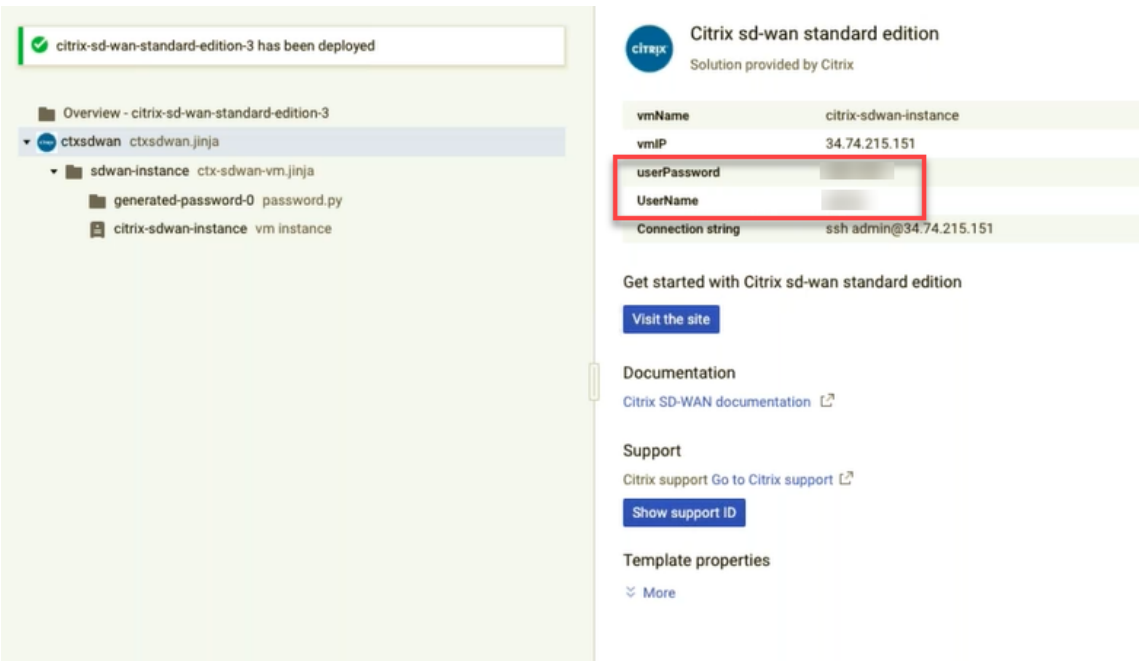 citrix-sd-wan-standard-edition-3 has been deployed
Overview - citrix-sd-wan-standard-edition-3
ctxsdwan ctxsdwan.jinja
sdwan-instance ctx-sdwan-vm.jinja
generated-password-0 password.py
citrix-sdwan-instance vm instance
citrix
Citrix sd-wan standard edition
Solution provided by Citrix
vmName citrix-sdwan-instance
vmIP 34.74.215.151
userPassword
UserName
Connection string ssh admin@34.74.215.151
Get started with Citrix sd-wan standard edition
Visit the site
Documentation
Citrix SD-WAN documentation
Support
Citrix support Go to Citrix support
Show support ID
Template properties
More